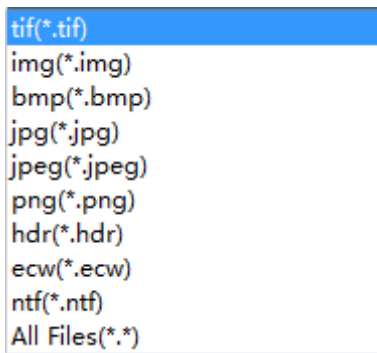 tif(*.tif)
img(*.img)
bmp(*.bmp)
jpg(*.jpg)
jpeg(*.jpeg)
png(*.png)
hdr(*.hdr)
ecw(*.ecw)
ntf(*.ntf)
All Files(*.*)